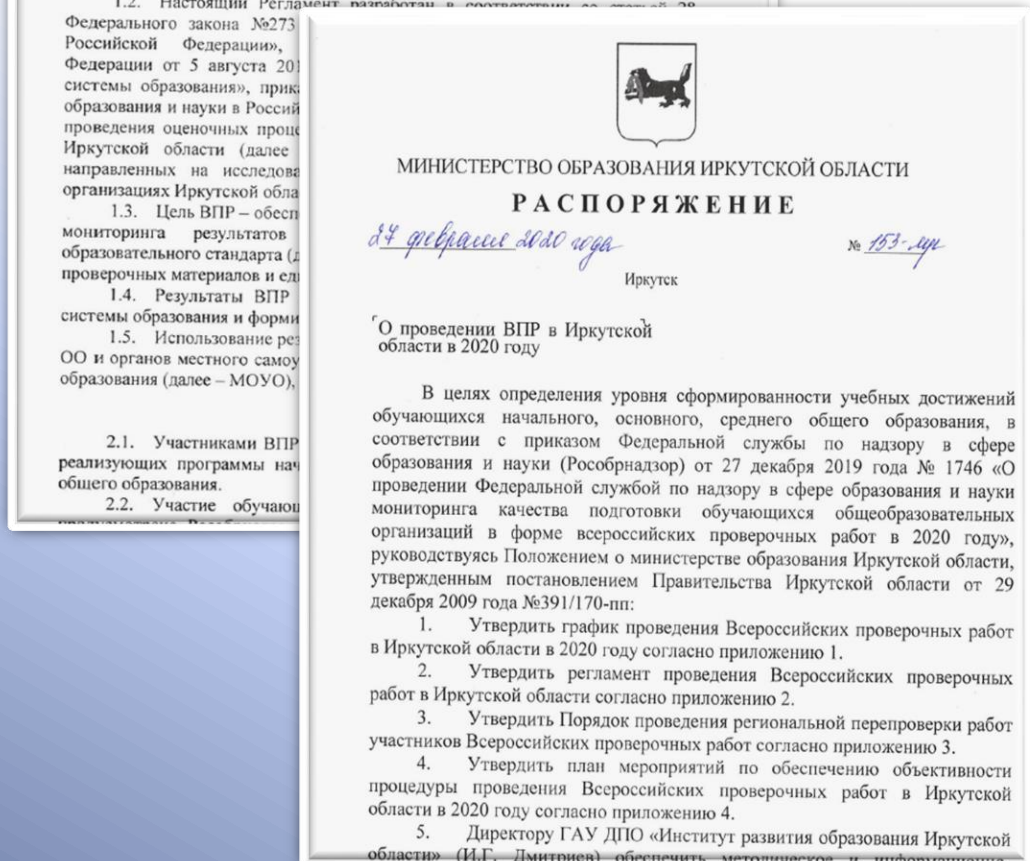 1.2. Настоящий Регламент разработан в соответствии со статьей 28
Федерального закона №273
Российской Федерации»,
Федерации от 5 августа 201
системы образования», прик
образования и науки в Россий
проведения оценочных проце
Иркутской области (далее
направленных на исследова
организациях Иркутской обла
1.3. Цель ВПР – обесп
мониторинга результатов
образовательного стандарта (д
проверочных материалов и ед
1.4. Результаты ВПР
системы образования и форми
1.5. Использование рез
ОО и органов местного самоу
образования (далее – МОУО),
2.1. Участниками ВПР
реализующих программы нач
общего образования.
2.2. Участие обучающ
МИНИСТЕРСТВО ОБРАЗОВАНИЯ ИРКУТСКОЙ ОБЛАСТИ
РАСПОРЯЖЕНИЕ
27 февраля 2020 года № 153-мр
Иркутск
О проведении ВПР в Иркутской
области в 2020 году
В целях определения уровня сформированности учебных достижений
обучающихся начального, основного, среднего общего образования, в
соответствии с приказом Федеральной службы по надзору в сфере
образования и науки (Рособрнадзор) от 27 декабря 2019 года № 1746 «О
проведении Федеральной службой по надзору в сфере образования и науки
мониторинга качества подготовки обучающихся общеобразовательных
организаций в форме всероссийских проверочных работ в 2020 году»,
руководствуясь Положением о министерстве образования Иркутской области,
утвержденным постановлением Правительства Иркутской области от 29
декабря 2009 года №391/170-пп:
1. Утвердить график проведения Всероссийских проверочных работ
в Иркутской области в 2020 году согласно приложению 1.
2. Утвердить регламент проведения Всероссийских проверочных
работ в Иркутской области согласно приложению 2.
3. Утвердить Порядок проведения региональной перепроверки работ
участников Всероссийских проверочных работ согласно приложению 3.
4. Утвердить план мероприятий по обеспечению объективности
процедуры проведения Всероссийских проверочных работ в Иркутской
области в 2020 году согласно приложению 4.
5. Директору ГАУ ДПО «Институт развития образования Иркутской
области» (И.Г. Дмитриев) обеспечить методическое и